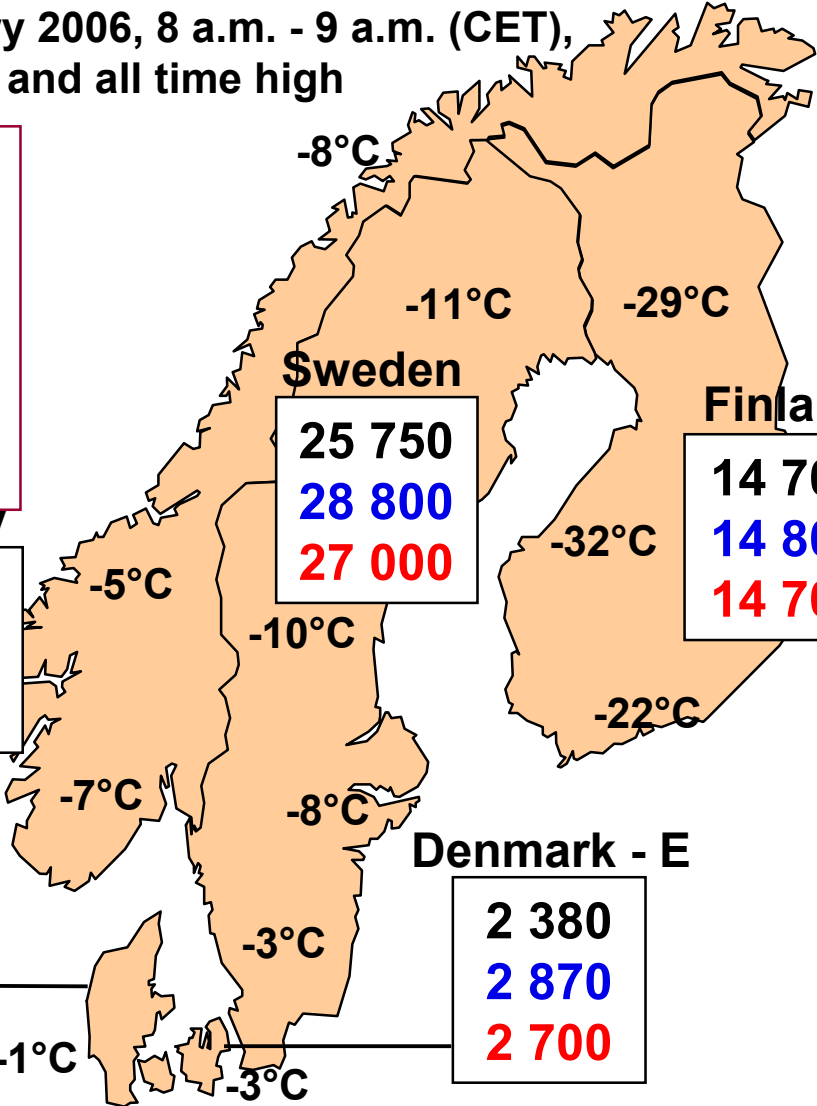 2006, 8 a.m. - 9 a.m. (CET),
and all time high
-8°C
-11°C
-29°C
Sweden
25 750
28 800
27 000
-32°C
-5°C
-10°C
-22°C
-7°C
-8°C
Denmark - E
2 380
2 870
2 700
-3°C
-1°C
-3°C